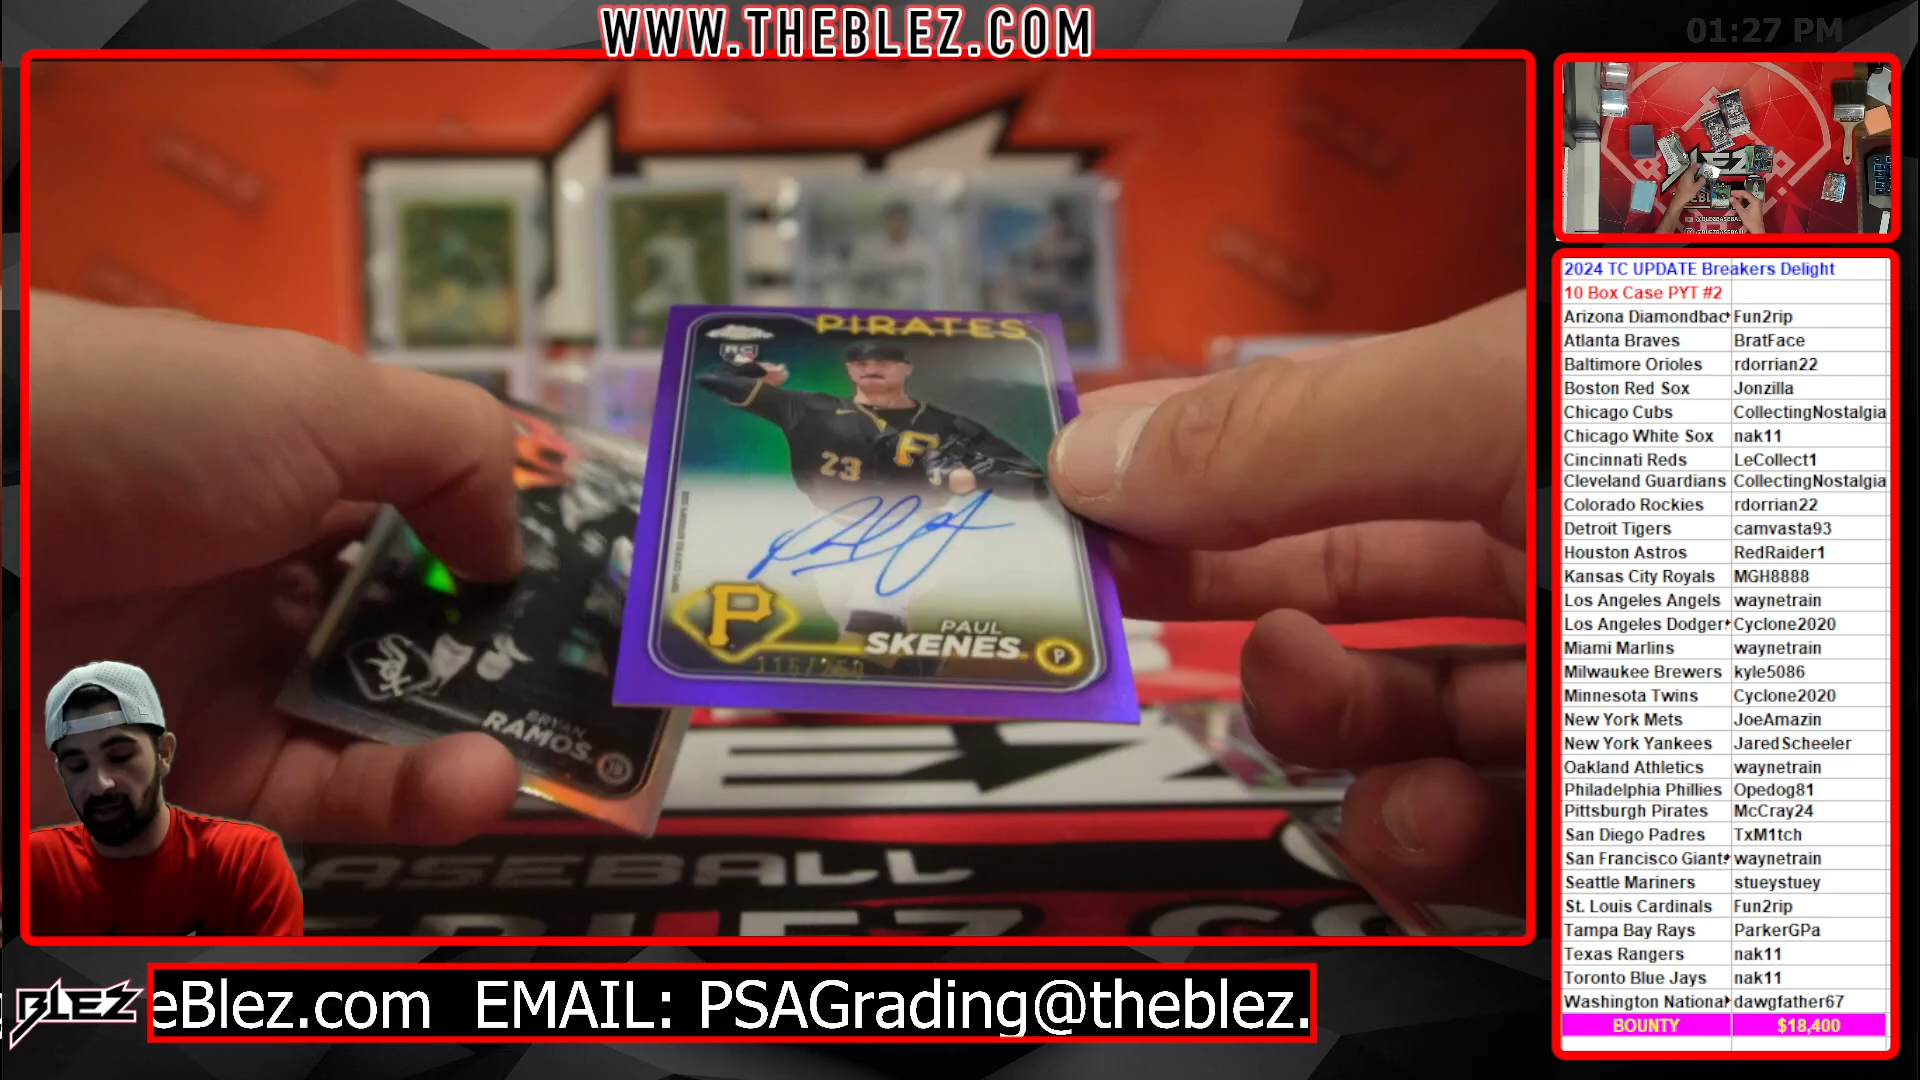 WWW.THEBLEZ.COM
01:27 PM
PIRATES
RC
23
PAUL
SKENES
P
P
BRYAN
RAMOS
3B
BASEBALL
2024 TC UPDATE Breakers Delight
10 Box Case PYT #2
Arizona Diamondbac Fun2rip
Atlanta Braves BratFace
Baltimore Orioles rdorrian22
Boston Red Sox Jonzilla
Chicago Cubs CollectingNostalgia
Chicago White Sox nak11
Cincinnati Reds LeCollect1
Cleveland Guardians CollectingNostalgia
Colorado Rockies rdorrian22
Detroit Tigers camvasta93
Houston Astros RedRaider1
Kansas City Royals MGH8888
Los Angeles Angels waynetrain
Los Angeles Dodger Cyclone2020
Miami Marlins waynetrain
Milwaukee Brewers kyle5086
Minnesota Twins Cyclone2020
New York Mets JoeAmazin
New York Yankees JaredScheeler
Oakland Athletics waynetrain
Philadelphia Phillies Opedog81
Pittsburgh Pirates McCray24
San Diego Padres TxM1tch
San Francisco Giant waynetrain
Seattle Mariners stueystuey
St. Louis Cardinals Fun2rip
Tampa Bay Rays ParkerGPa
Texas Rangers nak11
Toronto Blue Jays nak11
Washington National dawgfather67
BOUNTY $18,400
BLEZ
eBlez.com EMAIL: PSAGrading@theblez.